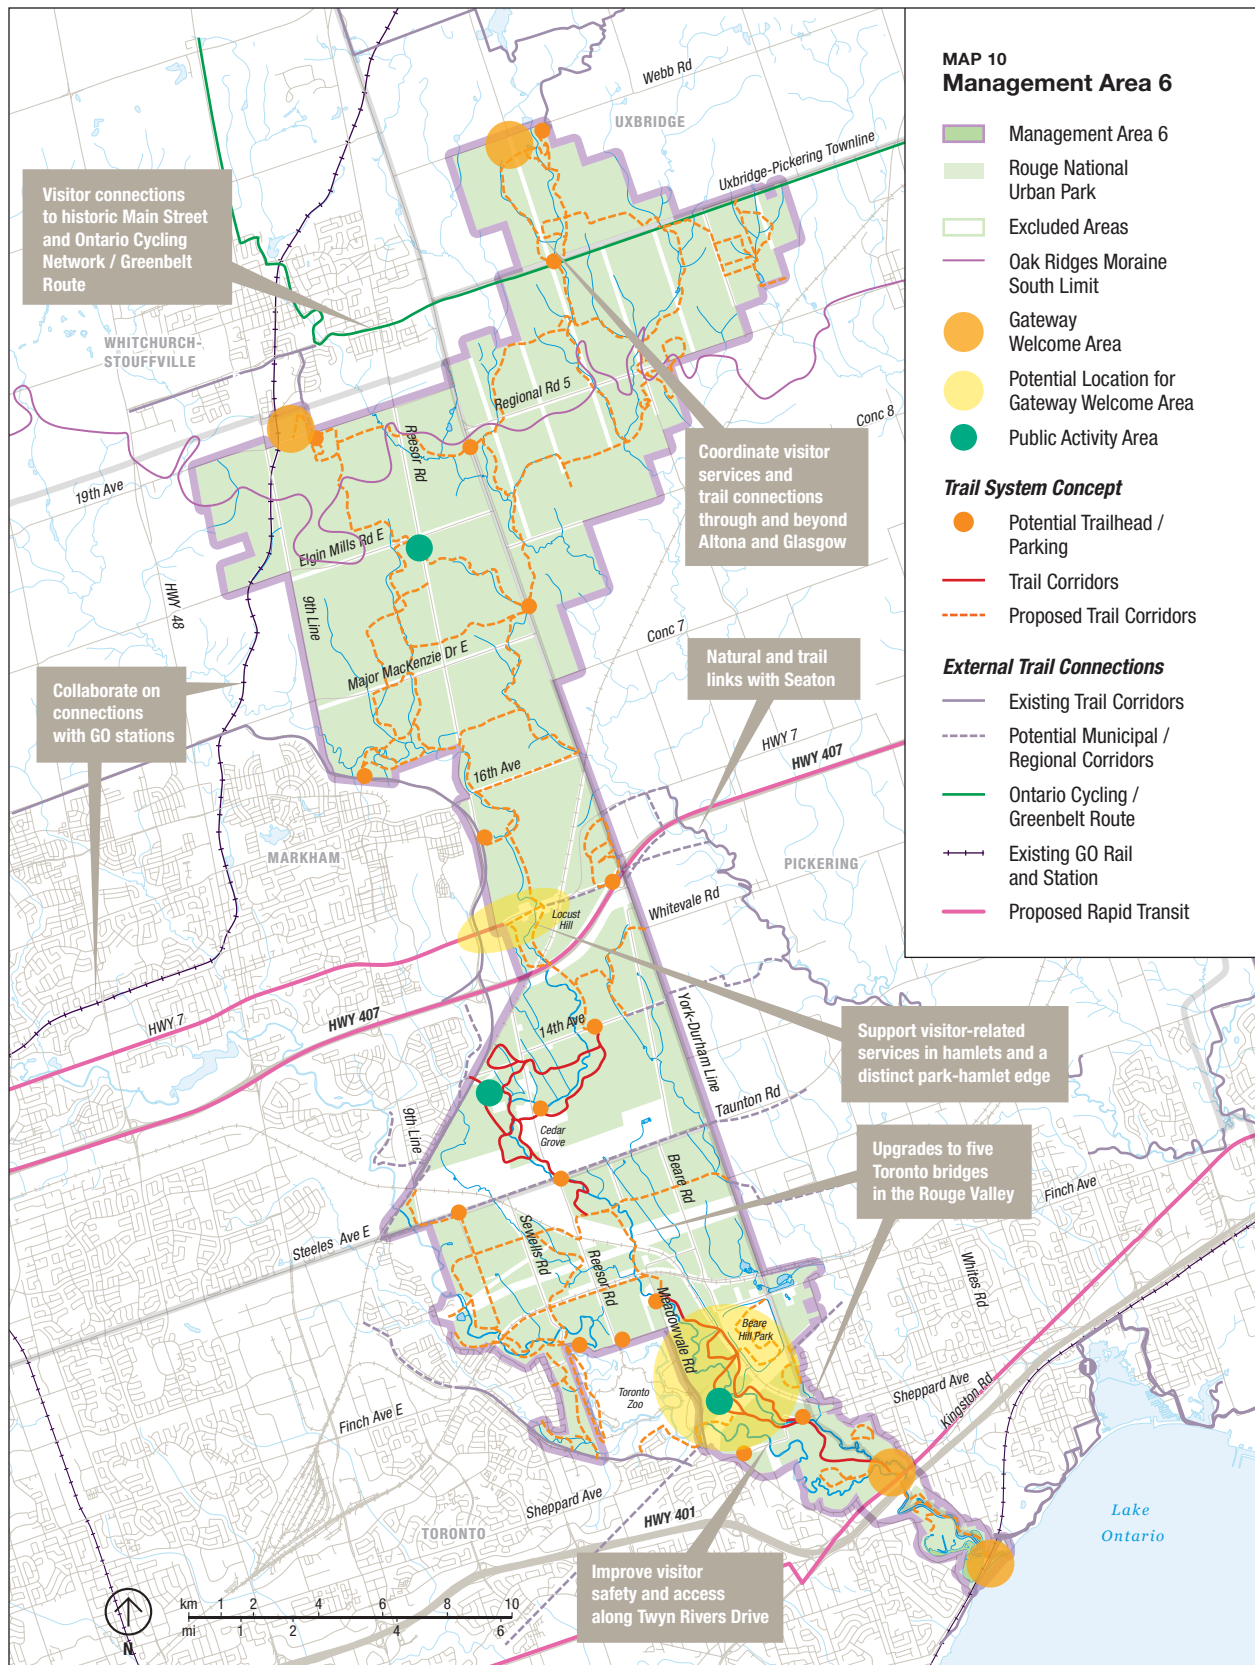 MAP 10
Management Area 6
Management Area 6
Rouge National
Urban Park
Excluded Areas
Oak Ridges Moraine
South Limit
Gateway
Welcome Area
Potential Location for
Gateway Welcome Area
Public Activity Area
Trail System Concept
Potential Trailhead /
Parking
Trail Corridors
Proposed Trail Corridors
External Trail Connections
Existing Trail Corridors
Potential Municipal /
Regional Corridors
Ontario Cycling /
Greenbelt Route
Existing GO Rail
and Station
Proposed Rapid Transit
Webb Rd
UXBRIDGE
Uxbridge-Pickering Townline
Visitor connections
to historic Main Street
and Ontario Cycling
Network / Greenbelt
Route
WHITCHURCH-
STOUFFVILLE
Regional Rd 5
Conc 8
Reesor Rd
19th Ave
Coordinate visitor
services and
trail connections
through and beyond
Altona and Glasgow
Elgin Mills Rd E
HWY 48
9th Line
Conc 7
Major MacKenzie Dr E
Natural and trail
links with Seaton
Collaborate on
connections
with GO stations
HWY 7
HWY 407
16th Ave
MARKHAM
PICKERING
Whitevale Rd
Locust
Hill
HWY 7
HWY 407
14th Ave
York-Durham Line
Support visitor-related
services in hamlets and a
distinct park-hamlet edge
Taunton Rd
9th Line
Cedar
Grove
Beare Rd
Upgrades to five
Toronto bridges
in the Rouge Valley
Finch Ave
Steeles Ave E
Sewells Rd
Reesor Rd
Whites Rd
Meadowvale Rd
Beare
Hill Park
Sheppard Ave
Kingston Rd
1
Toronto
Zoo
Finch Ave E
Sheppard Ave
HWY 401
TORONTO
Lake
Ontario
Improve visitor
safety and access
along Twyn Rivers Drive
km 1 2 4 6 8 10
mi 1 2 4 6
N